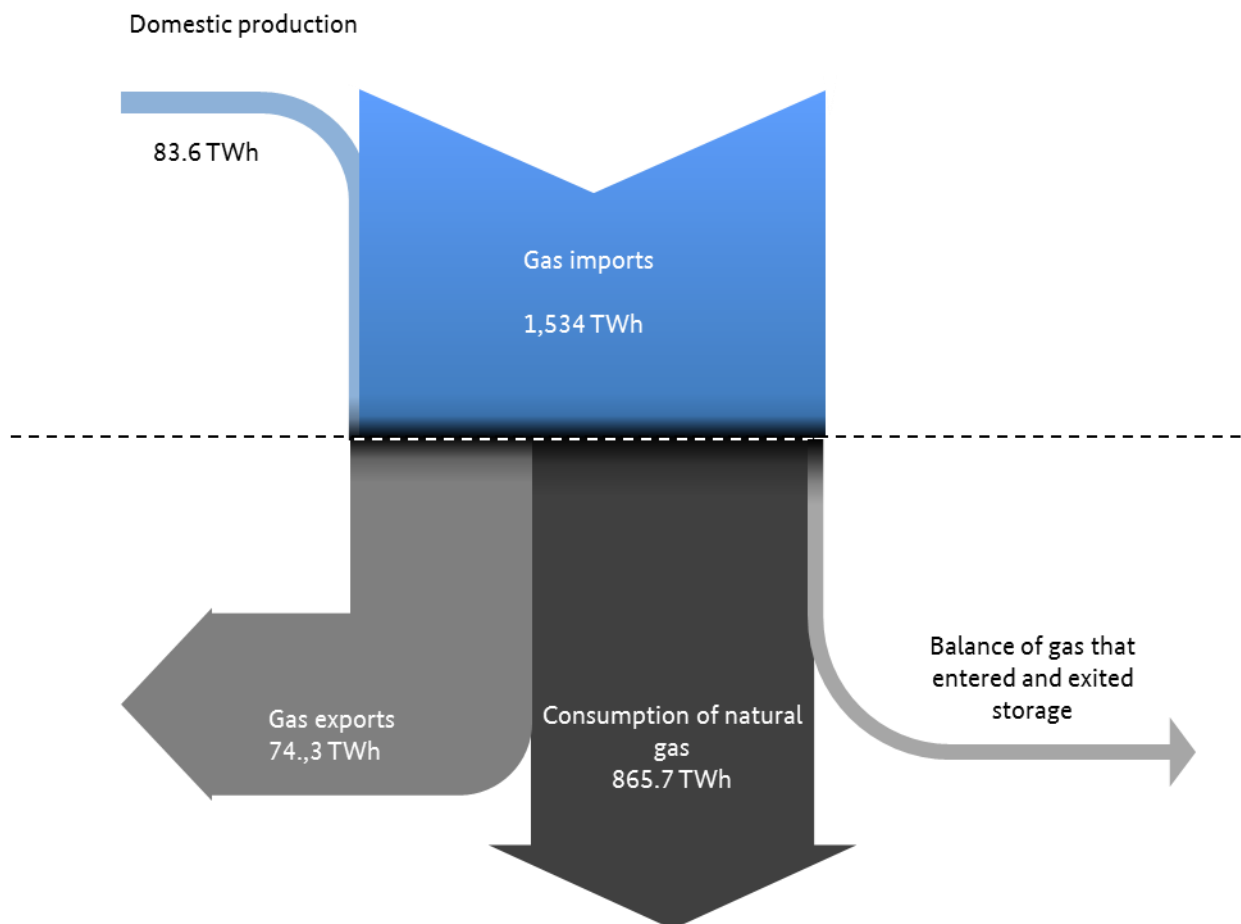 Domestic production
83.6 TWh
Gas imports
1,534 TWh
Balance of gas that
entered and exited
storage
Gas exports
74.,3 TWh
Consumption of natural
gas
865.7 TWh